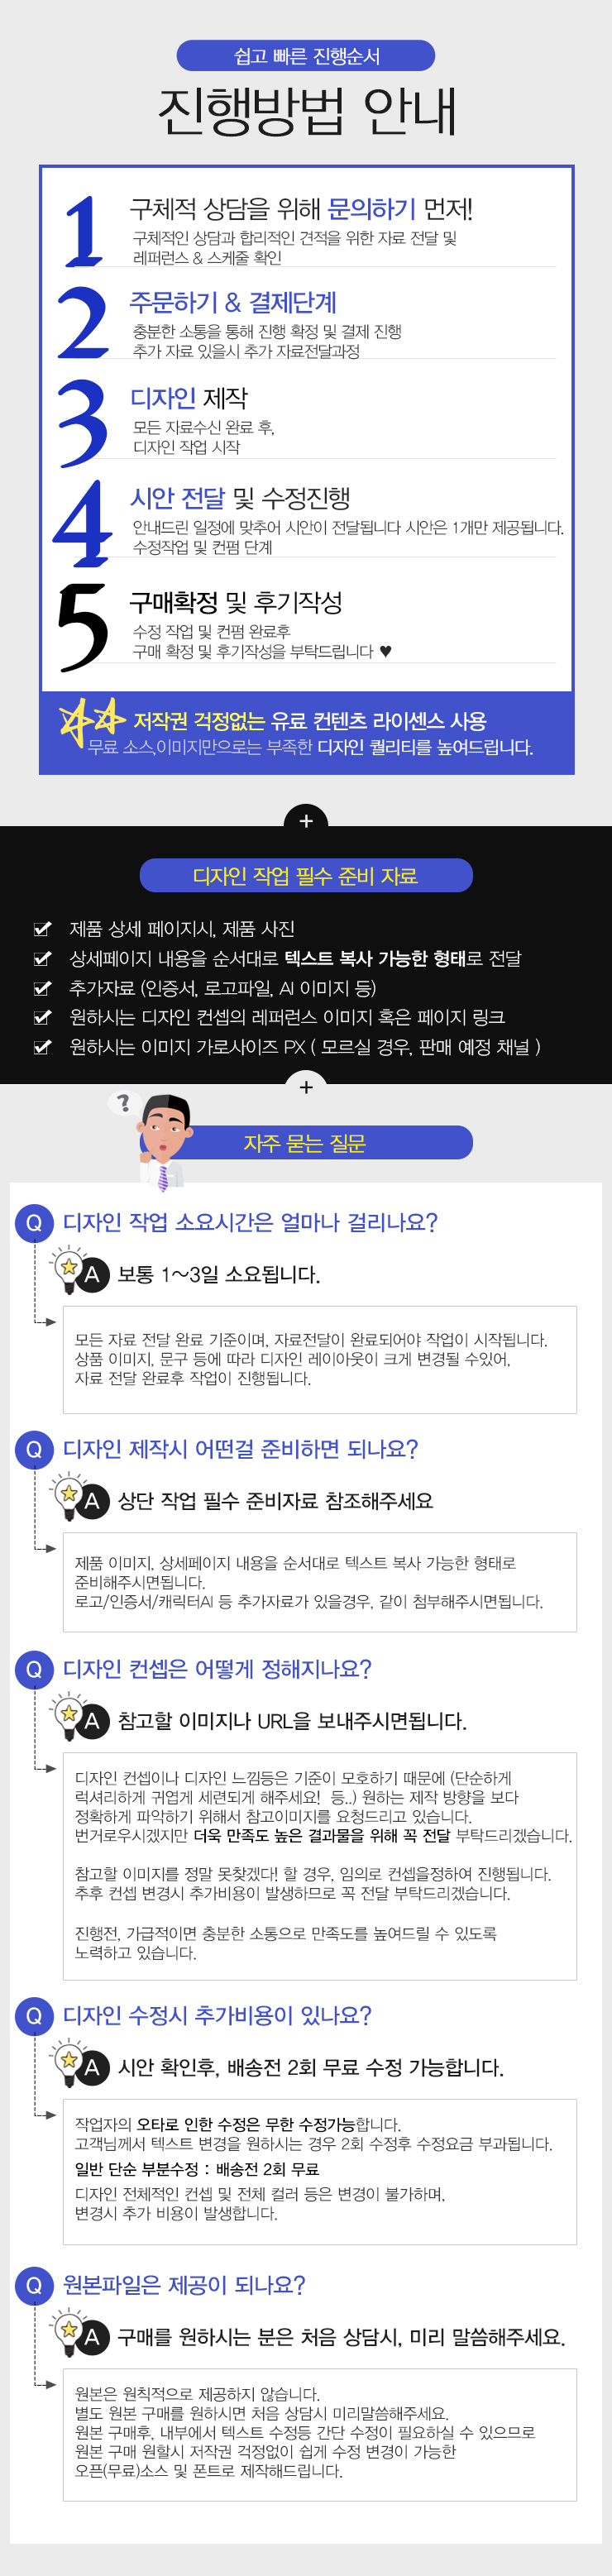 쉽고 빠른 진행순서
진행방법 안내
1
구체적 상담을 위해 문의하기 먼저!
구체적인 상담과 합리적인 견적을 위한 자료 전달 및
레퍼런스 & 스케줄 확인
2
주문하기 & 결제단계
충분한 소통을 통해 진행 확정 및 결제 진행
추가 자료 있을시 추가 자료전달과정
3
디자인 제작
모든 자료수신 완료 후,
디자인 작업 시작
4
시안 전달 및 수정진행
안내드린 일정에 맞추어 시안이 전달됩니다 시안은 1개만 제공됩니다.
수정작업 및 컨펌 단계
5
구매확정 및 후기작성
수정 작업 및 컨펌 완료후
구매 확정 및 후기작성을 부탁드립니다 ♥
저작권 걱정없는 유료 컨텐츠 라이센스 사용
무료 소스,이미지만으로는 부족한 디자인 퀄리티를 높여드립니다.
+
디자인 작업 필수 준비 자료
제품 상세 페이지시, 제품 사진
상세페이지 내용을 순서대로 텍스트 복사 가능한 형태로 전달
추가자료 (인증서, 로고파일, AI 이미지 등)
원하시는 디자인 컨셉의 레퍼런스 이미지 혹은 페이지 링크
원하시는 이미지 가로사이즈 PX ( 모르실 경우, 판매 예정 채널 )
+
?
자주 묻는 질문
Q 디자인 작업 소요시간은 얼마나 걸리나요?
A 보통 1~3일 소요됩니다.
모든 자료 전달 완료 기준이며, 자료전달이 완료되어야 작업이 시작됩니다.
상품 이미지, 문구 등에 따라 디자인 레이아웃이 크게 변경될 수있어,
자료 전달 완료후 작업이 진행됩니다.
Q 디자인 제작시 어떤걸 준비하면 되나요?
A 상단 작업 필수 준비자료 참조해주세요
제품 이미지, 상세페이지 내용을 순서대로 텍스트 복사 가능한 형태로
준비해주시면됩니다.
로고/인증서/캐릭터AI 등 추가자료가 있을경우, 같이 첨부해주시면됩니다.
Q 디자인 컨셉은 어떻게 정해지나요?
A 참고할 이미지나 URL을 보내주시면됩니다.
디자인 컨셉이나 디자인 느낌등은 기준이 모호하기 때문에 (단순하게
럭셔리하게 귀엽게 세련되게 해주세요! 등..) 원하는 제작 방향을 보다
정확하게 파악하기 위해서 참고이미지를 요청드리고 있습니다.
번거로우시겠지만 더욱 만족도 높은 결과물을 위해 꼭 전달 부탁드리겠습니다.
참고할 이미지를 정말 못찾겠다! 할 경우, 임의로 컨셉을정하여 진행됩니다.
추후 컨셉 변경시 추가비용이 발생하므로 꼭 전달 부탁드리겠습니다.
진행전, 가급적이면 충분한 소통으로 만족도를 높여드릴 수 있도록
노력하고 있습니다.
Q 디자인 수정시 추가비용이 있나요?
A 시안 확인후, 배송전 2회 무료 수정 가능합니다.
작업자의 오타로 인한 수정은 무한 수정가능합니다.
고객님께서 텍스트 변경을 원하시는 경우 2회 수정후 수정요금 부과됩니다.
일반 단순 부분수정 : 배송전 2회 무료
디자인 전체적인 컨셉 및 전체 컬러 등은 변경이 불가하며,
변경시 추가 비용이 발생합니다.
Q 원본파일은 제공이 되나요?
A 구매를 원하시는 분은 처음 상담시, 미리 말씀해주세요.
원본은 원칙적으로 제공하지 않습니다.
별도 원본 구매를 원하시면 처음 상담시 미리말씀해주세요.
원본 구매후, 내부에서 텍스트 수정등 간단 수정이 필요하실 수 있으므로
원본 구매 원할시 저작권 걱정없이 쉽게 수정 변경이 가능한
오픈(무료)소스 및 폰트로 제작해드립니다.